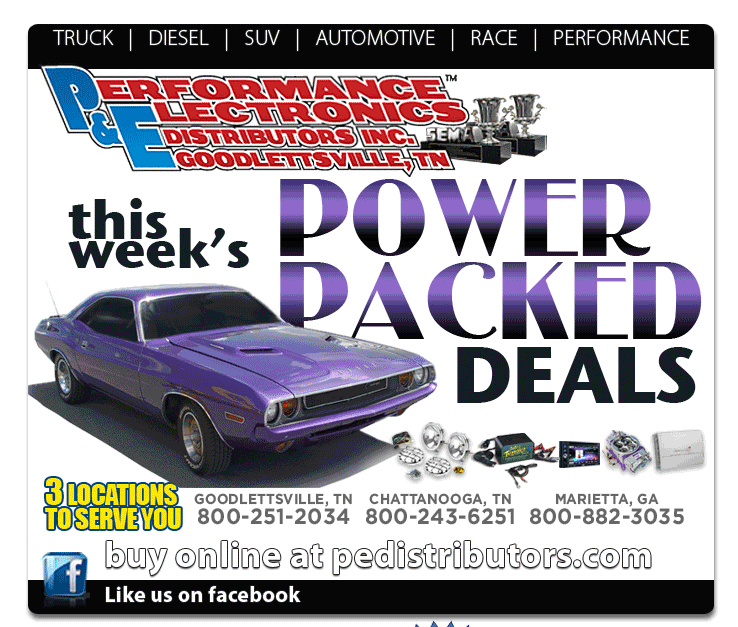 TRUCK | DIESEL | SUV | AUTOMOTIVE | RACE | PERFORMANCE
PERFORMANCE™
P&E ELECTRONICS
DISTRIBUTORS INC.
GOODLETTSVILLE, TN
SEMA
this week's
POWER
PACKED
DEALS
3 LOCATIONS
TO SERVE YOU
GOODLETTSVILLE, TN CHATTANOOGA, TN MARIETTA, GA
800-251-2034 800-243-6251 800-882-3035
buy online at pedistributors.com
f
Like us on facebook